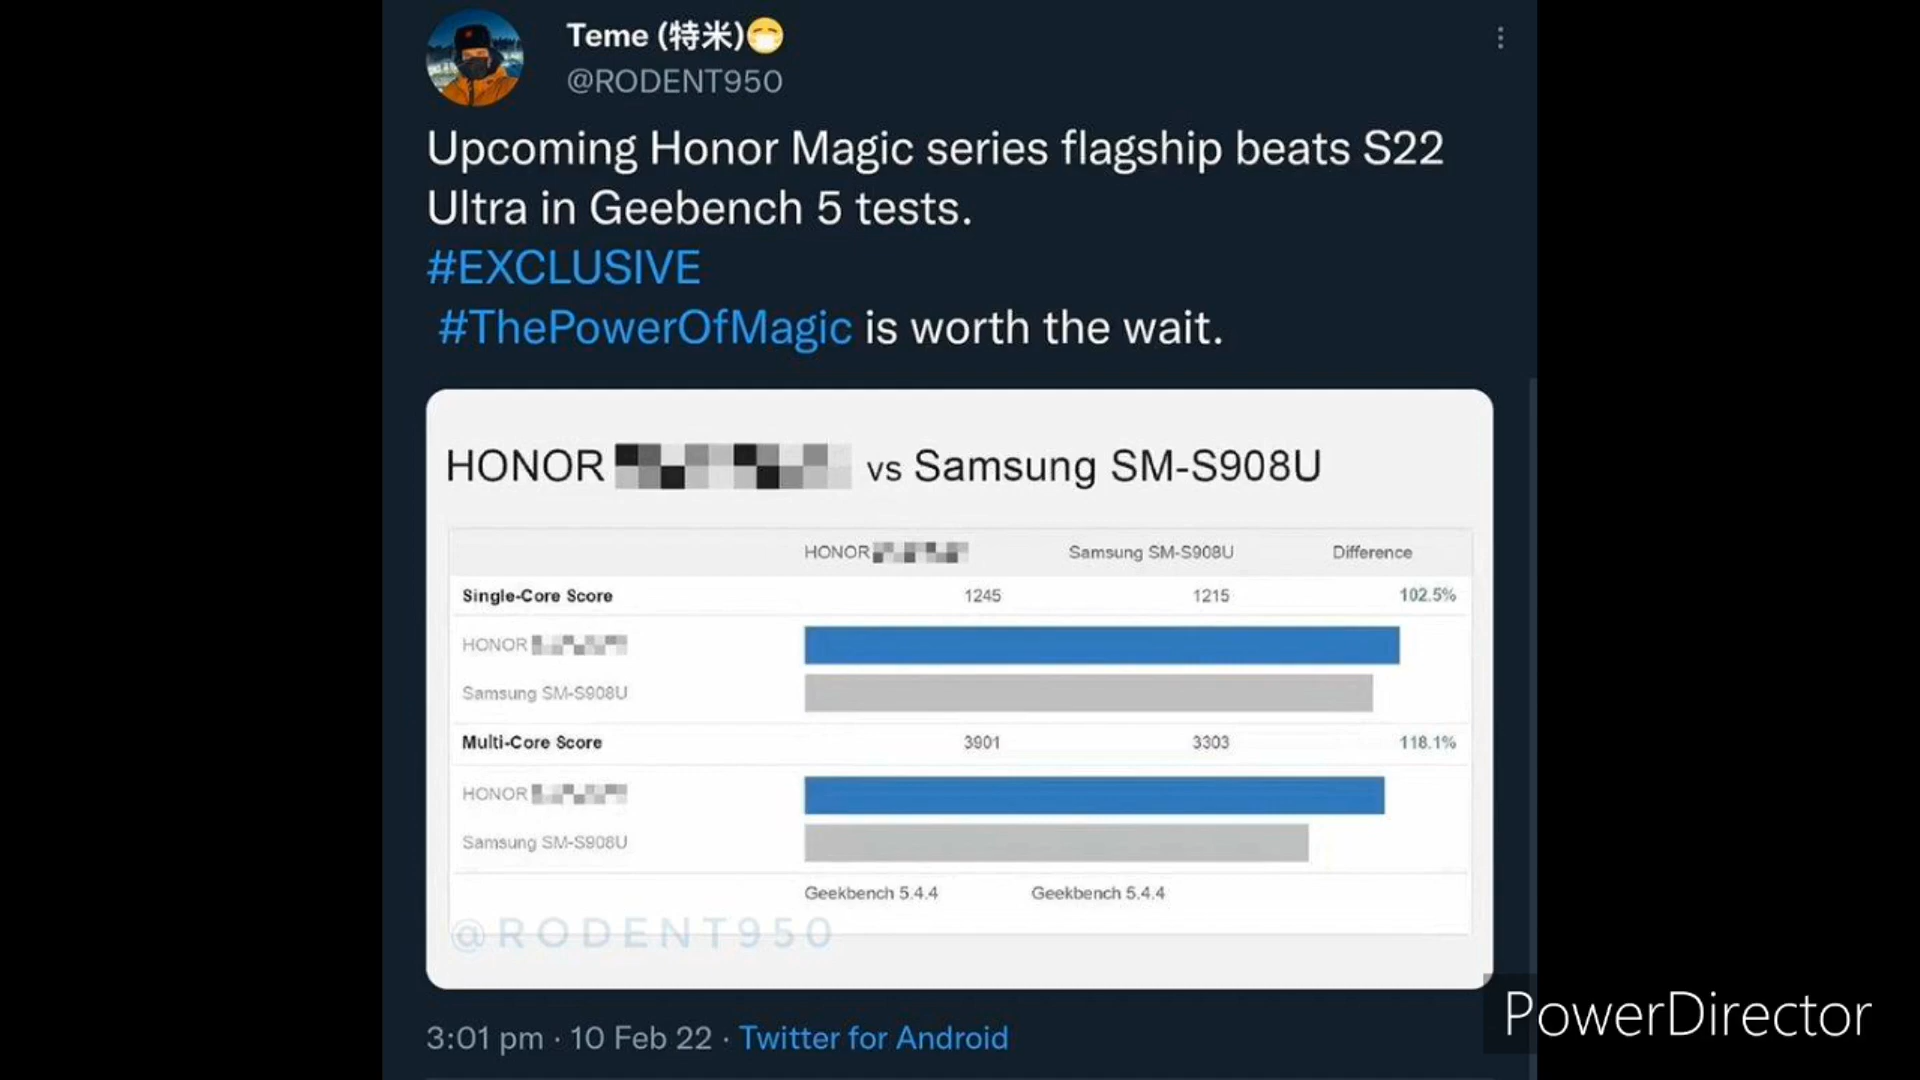 Teme (特米)😷
@RODENT950
Upcoming Honor Magic series flagship beats S22
Ultra in Geebench 5 tests.
#EXCLUSIVE
#ThePowerOfMagic is worth the wait.
HONOR vs Samsung SM-S908U
HONOR Samsung SM-S908U Difference
Single-Core Score 1245 1215 102.5%
HONOR
Samsung SM-S908U
Multi-Core Score 3901 3303 118.1%
HONOR
Samsung SM-S908U
Geekbench 5.4.4 Geekbench 5.4.4
@RODENT950
3:01 pm · 10 Feb 22 · Twitter for Android
PowerDirector